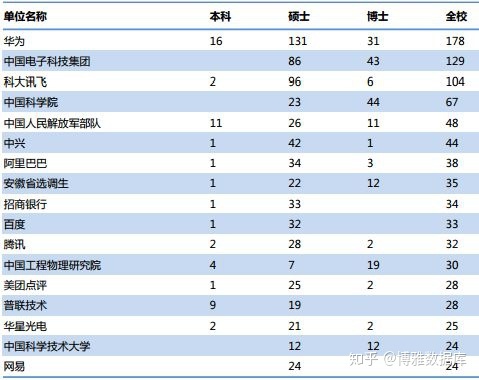 单位名称 本科 硕士 博士 全校
华为 16 131 31 178
中国电子科技集团 86 43 129
科大讯飞 2 96 6 104
中国科学院 23 44 67
中国人民解放军部队 11 26 11 48
中兴 1 42 1 44
阿里巴巴 1 34 3 38
安徽省选调生 1 22 12 35
招商银行 1 33 34
百度 1 32 33
腾讯 2 28 2 32
中国工程物理研究院 4 7 19 30
美团点评 1 25 2 28
普联技术 9 19 28
华星光电 2 21 2 25
中国科学技术大学 12 12 24
网易 24 24
知乎 @博雅数据库